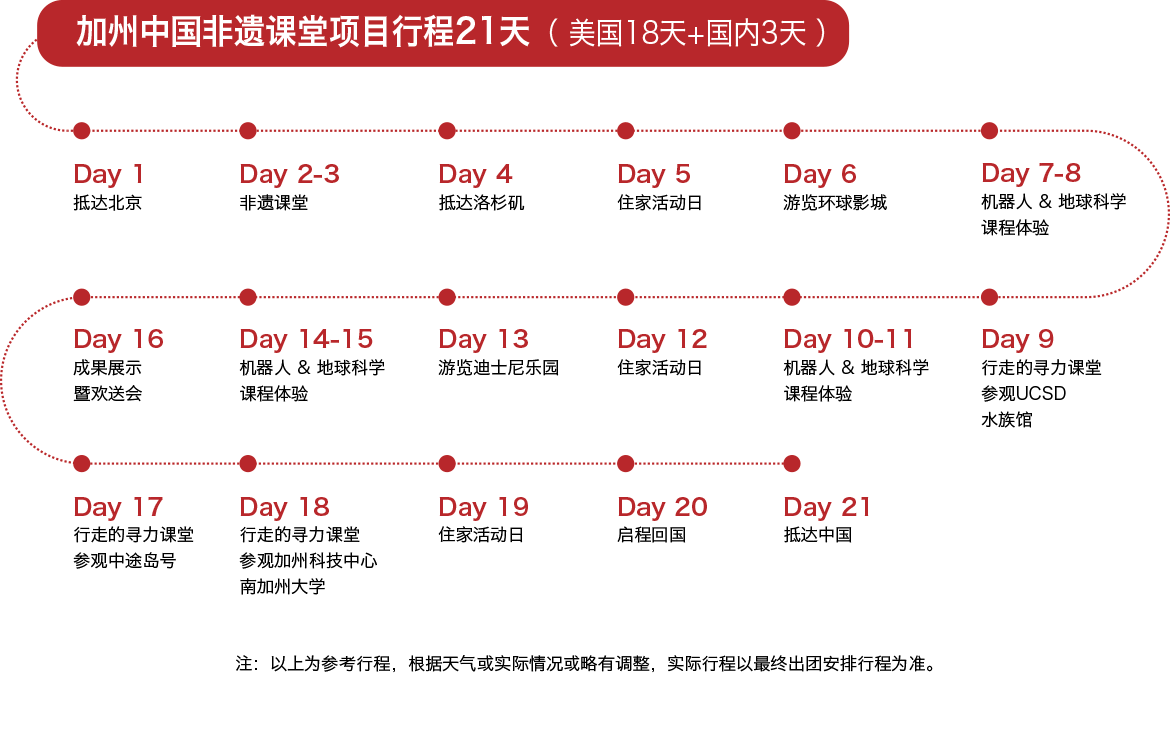 加州中国非遗课堂项目行程21天（ 美国18天+国内3天 ）
Day 1
抵达北京
Day 2-3
非遗课堂
Day 4
抵达洛杉矶
Day 5
住家活动日
Day 6
游览环球影城
Day 7-8
机器人 & 地球科学
课程体验
Day 9
行走的寻力课堂
参观UCSD
水族馆
Day 10-11
机器人 & 地球科学
课程体验
Day 12
住家活动日
Day 13
游览迪士尼乐园
Day 14-15
机器人 & 地球科学
课程体验
Day 16
成果展示
暨欢送会
Day 17
行走的寻力课堂
参观中途岛号
Day 18
行走的寻力课堂
参观加州科技中心
南加州大学
Day 19
住家活动日
Day 20
启程回国
Day 21
抵达中国
注：以上为参考行程，根据天气或实际情况或略有调整，实际行程以最终出团安排行程为准。